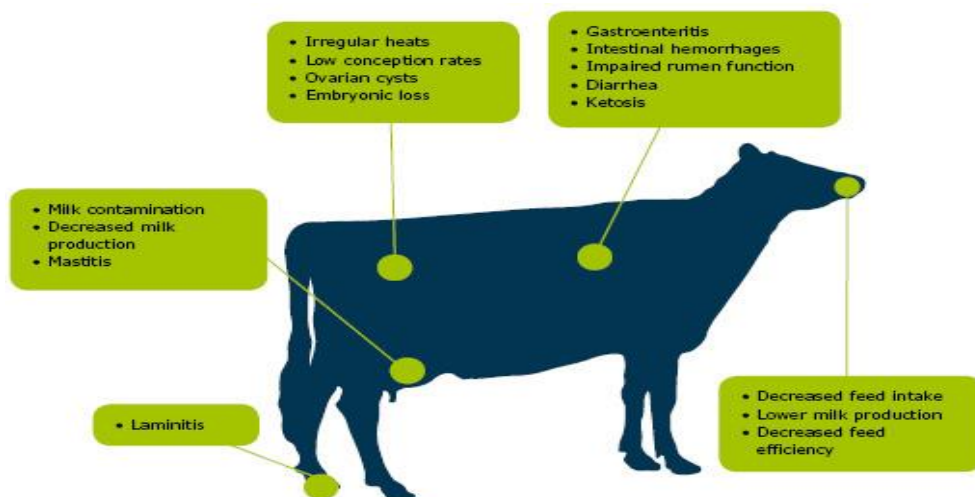 • Irregular heats
• Low conception rates
• Ovarian cysts
• Embryonic loss
• Gastroenteritis
• Intestinal hemorrhages
• Impaired rumen function
• Diarrhea
• Ketosis
• Milk contamination
• Decreased milk
production
• Mastitis
• Laminitis
• Decreased feed intake
• Lower milk production
• Decreased feed
efficiency